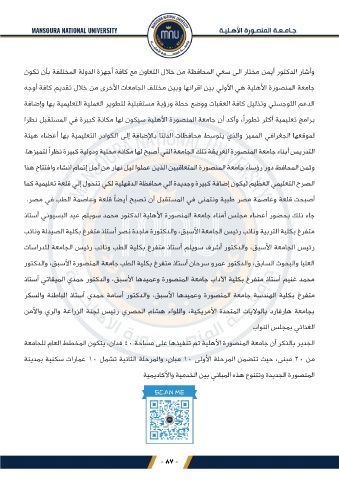 MANSOURA NATIONAL UNIVERSITY
جـامـعـة الـمنصـورة الأهـلـيـة
وأشار الدكتور أيمن مختار الى سعي المحافظة من خلال التعاون مع كافة أجهزة الدولة المختلفة بأن تكون
جامعة المنصورة الأهلية هي الأولى بين اقرانها وبين مختلف الجامعات الأخرى من خلال تقديم كافة أوجه
الدعم اللوجستي وتذليل كافة العقبات ووضع خطة ورؤية مستقبلية لتطوير العملية التعليمية بها وإضافة
برامج تعليمية أكثر تطوراً، وأكد أن جامعة المنصورة الأهلية سيكون لها مكانة كبيرة في المستقبل نظرا
لموقعها الجغرافي المميز والذي يتوسط محافظات الدلتا بالإضافة إلى الكوادر التعليمية بها أعضاء هيئة
التدريس أبناء جامعة المنصورة العريقة تلك الجامعة التي أصبح لها مكانه محلية ودولية كبيرة نظراً لتميزها.
وثمن المحافظ دور رؤساء جامعة المنصورة المتعاقبين الذين عملوا ليل نهار من أجل إتمام إنشاء وافتتاح هذا
الصرح التعليمي العظيم ليكون إضافة كبيرة وجديدة الي محافظة الدقهلية لكي تتحول إلي قلعة تعليمية كما
أصبحت قلعة وعاصمة مصر طبية ونتمنى في المستقبل أن تصبح أيضاً قلعة وعاصمة الطب في مصر.
جاء ذلك بحضور أعضاء مجلس أمناء جامعة المنصورة الأهلية الدكتور محمد سويلم عبد البسيوني أستاذ
متفرغ بكلية التربية ونائب رئيس الجامعة الأسبق، والدكتورة ماجدة نصر أستاذ متفرغ بكلية الصيدلة ونائب
رئيس الجامعة الأسبق، والدكتور أشرف سويلم أستاذ متفرغ بكلية الطب ونائب رئيس الجامعة للدراسات
العليا والبحوث السابق، والدكتور عمرو سرحان أستاذ متفرغ بكلية الطب جامعة المنصورة الأسبق، والدكتور
محمد غنيم أستاذ متفرغ بكلية الآداب جامعة المنصورة وعميدها الأسبق، والدكتور حمدي الميقاتي أستاذ
متفرغ بكلية الهندسة جامعة المنصورة وعميدها الأسبق، والدكتور أسامة حمدي أستاذ الباطنة والسكر
بجامعة هارفارد بالولايات المتحدة الأمريكية، واللواء هشام الحصري رئيس لجنة الزراعة والري والأمن
الغذائي بمجلس النواب
الجدير بالذكر أن جامعة المنصورة الأهلية تم تنفيذها على مساحة ٤٠ فدان، يتكون المخطط العام للجامعة
من ٢٠ مبنى، حيث تتضمن المرحلة الأولى ١٠ مبان، والمرحلة الثانية تشمل ١٠ عمارات سكنية بمدينة
المنصورة الجديدة وتتنوع هذه المباني بين الخدمية والأكاديمية
SCAN ME
- ٨٧ -